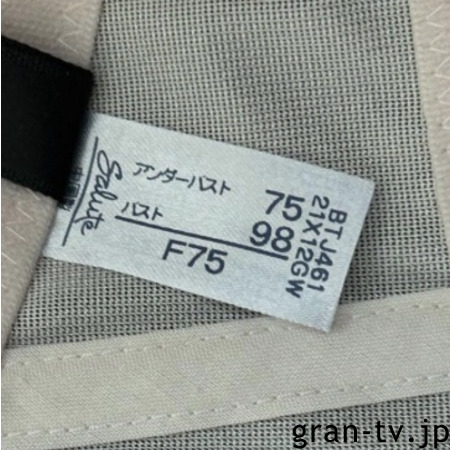 Salute
アンダーバスト 75
バスト 98
F75
BTJ461
21X12GW
gran-tv.jp